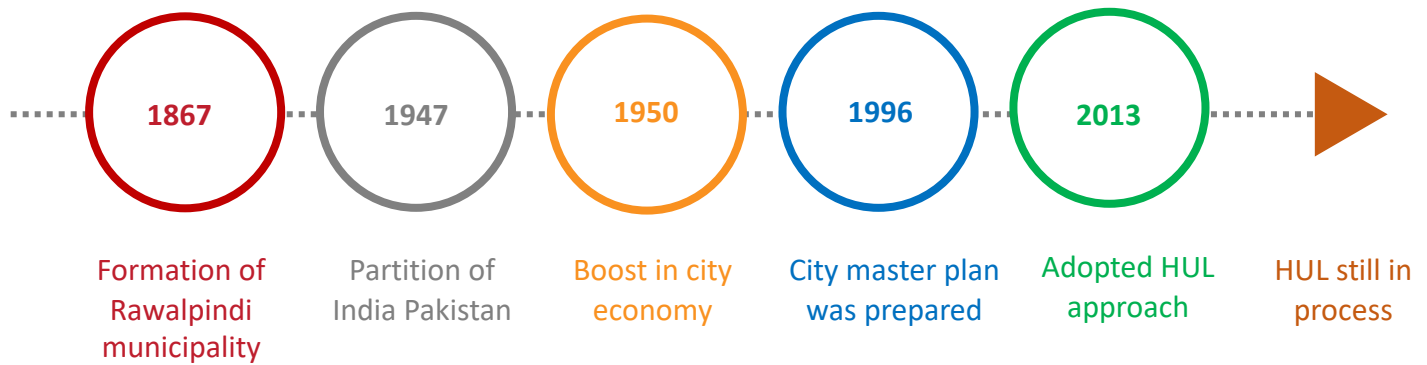 1867
1947
1950
1996
2013
Formation of
Rawalpindi
municipality
Partition of
India Pakistan
Boost in city
economy
City master plan
was prepared
Adopted HUL
approach
HUL still in
process